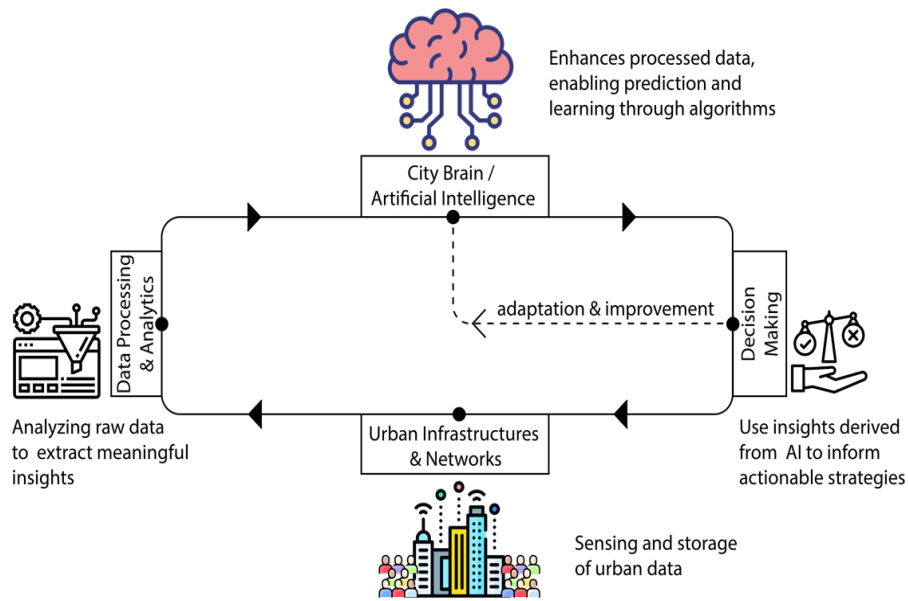 Enhances processed data,
enabling prediction and
learning through algorithms
City Brain /
Artificial Intelligence
Data Processing
& Analytics
adaptation & improvement
Decision
Making
Analyzing raw data
to extract meaningful
insights
Urban Infrastructures
& Networks
Use insights derived
from AI to inform
actionable strategies
Sensing and storage
of urban data